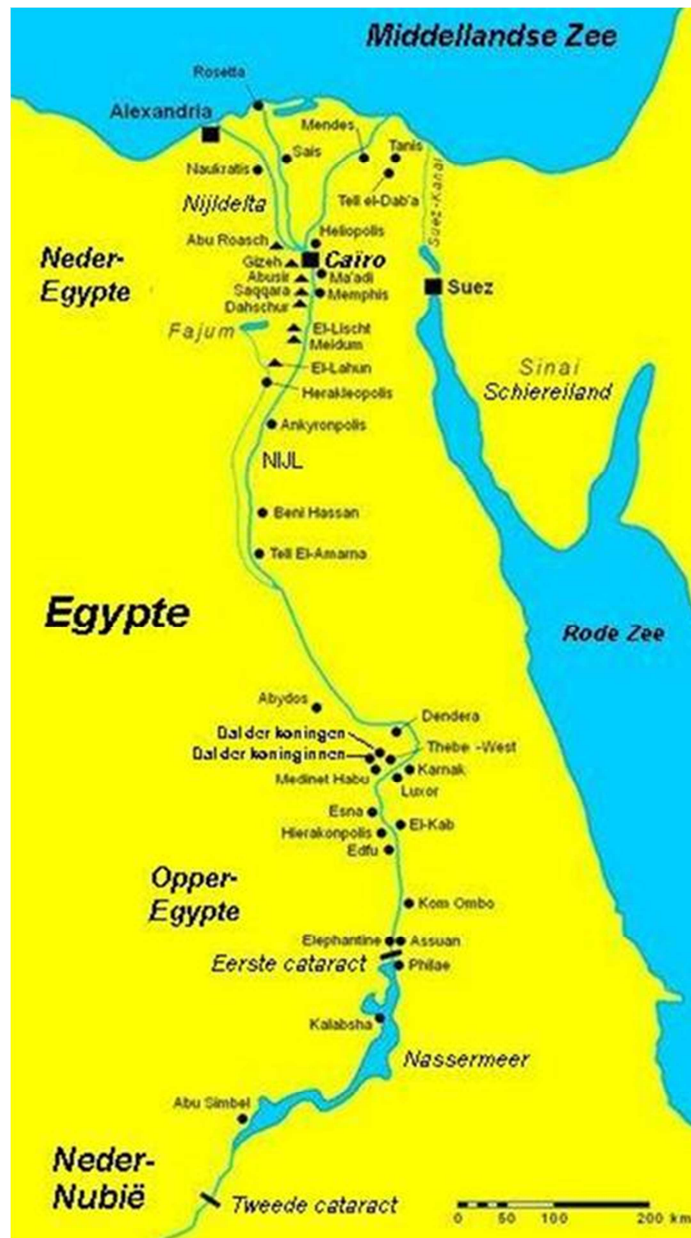 Middellandse Zee
Rosetta
Alexandria
Mendes
Tanis
Sais
Naukratis
Tell el-Dab'a
Nijldelta
Suez-Kanal
Heliopolis
Abu Roasch
Caïro
Neder-
Egypte
Gizeh
Abusir
Ma'adi
Saqqara
Memphis
Suez
Dahschur
Fajum
El-Lischt
Meidum
El-Lahun
Sinai
Schiereiland
Herakleopolis
Ankyronpolis
NIJL
Beni Hassan
Tell El-Amarna
Egypte
Rode Zee
Abydos
Dendera
Dal der koningen
Dal der koninginnen
Thebe -West
Medinet Habu
Karnak
Luxor
Esna
El-Kab
Hierakonpolis
Edfu
Opper-
Egypte
Kom Ombo
Elephantine
Assuan
Eerste cataract
Philae
Kalabsha
Nassermeer
Abu Simbel
Neder-
Nubië
Tweede cataract
0 50 100 200 km